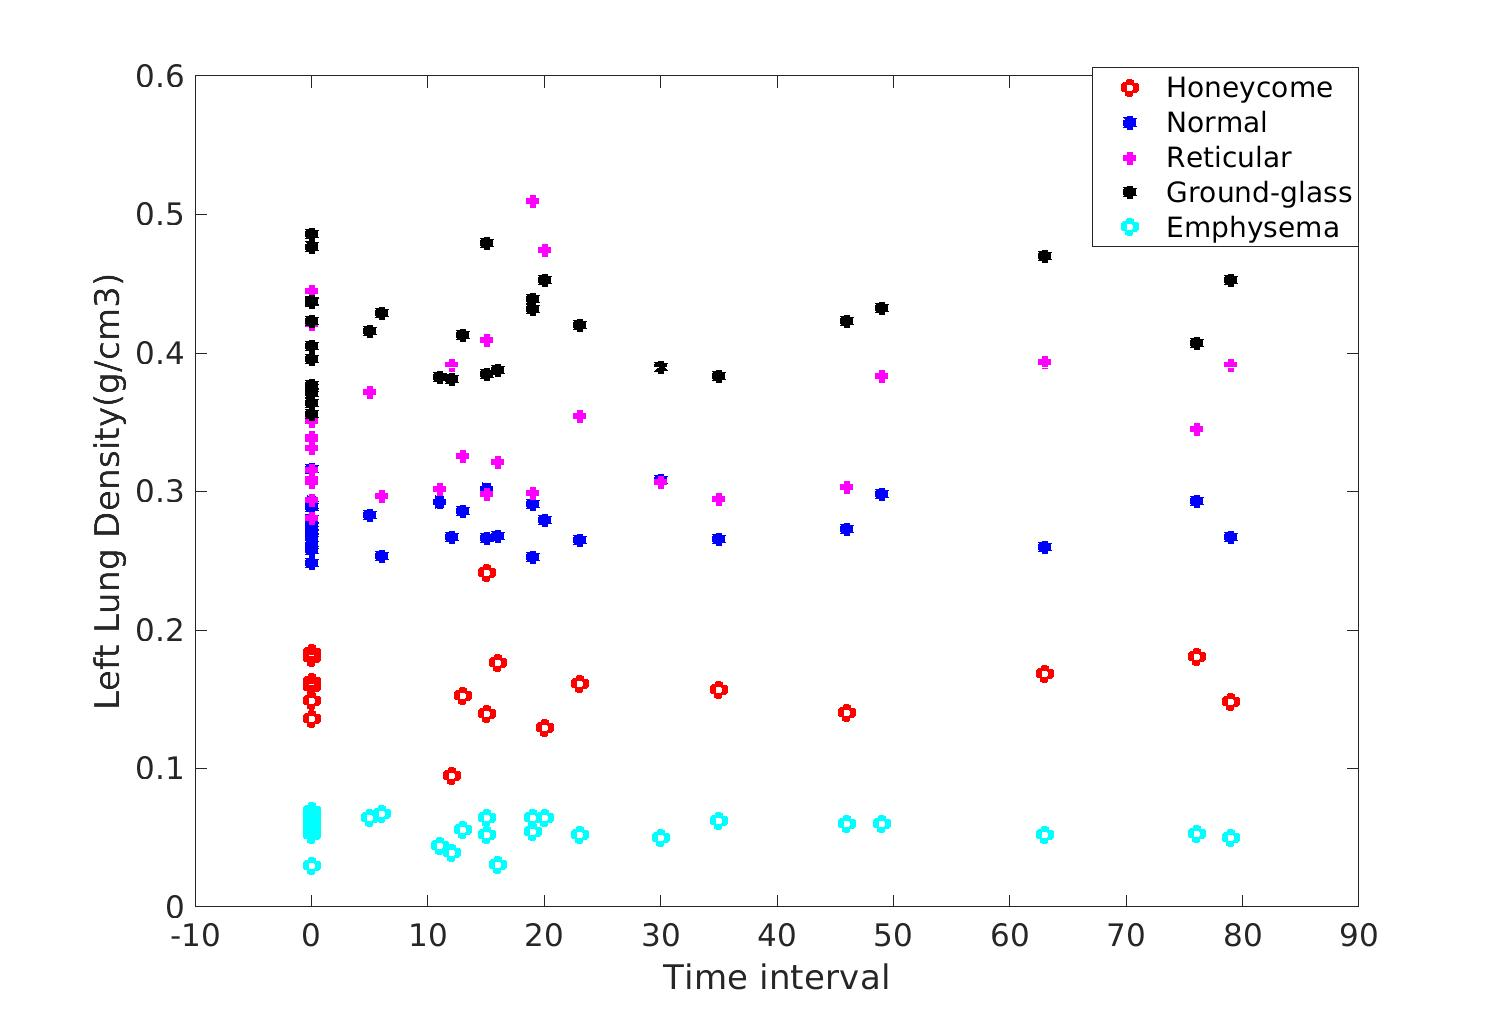 0.6
0.5
0.4
0.3
0.2
0.1
0
Left Lung Density(g/cm3)
Honeycome
Normal
Reticular
Ground-glass
Emphysema
-10 0 10 20 30 40 50 60 70 80 90
Time interval